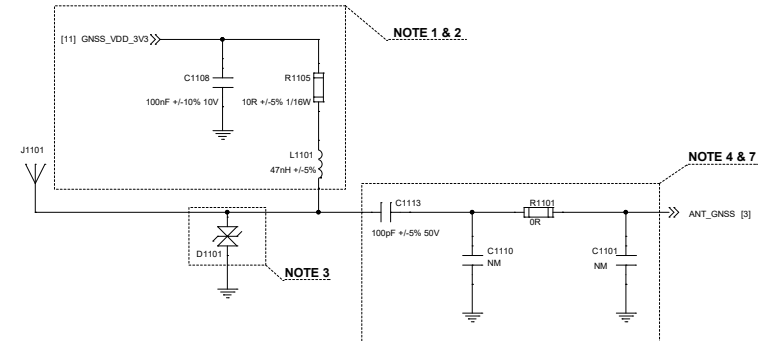 NOTE 1 & 2
[11] GNSS_VDD_3V3
C1108
100nF +/-10% 10V
R1105
10R +/-5% 1/16W
L1101
47nH +/-5%
J1101
NOTE 4 & 7
C1113
100pF +/-5% 50V
R1101
0R
ANT_GNSS [3]
D1101
NOTE 3
C1110
NM
C1101
NM